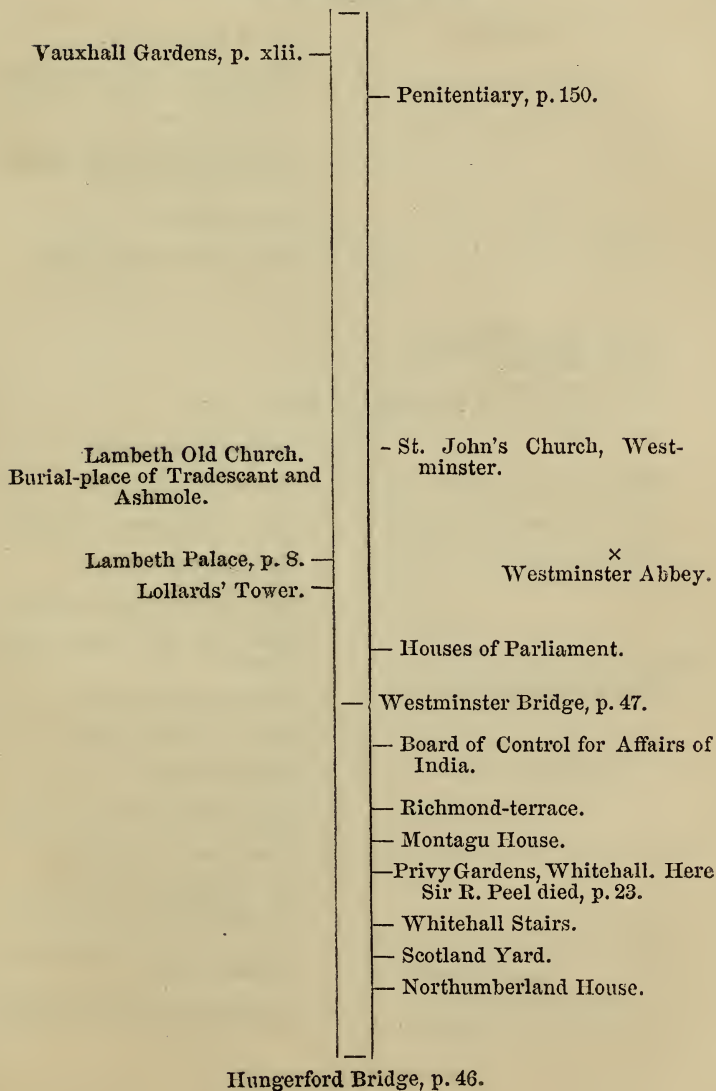 Vauxhall Gardens, p. xlii.
Penitentiary, p. 150.
Lambeth Old Church.
Burial-place of Tradescant and
Ashmole.
- St. John's Church, West-
minster.
Lambeth Palace, p. 8.
Lollards' Tower.
×
Westminster Abbey.
Houses of Parliament.
Westminster Bridge, p. 47.
Board of Control for Affairs of
India.
Richmond-terrace.
Montagu House.
Privy Gardens, Whitehall. Here
Sir R. Peel died, p. 23.
Whitehall Stairs.
Scotland Yard.
Northumberland House.
Hungerford Bridge, p. 46.